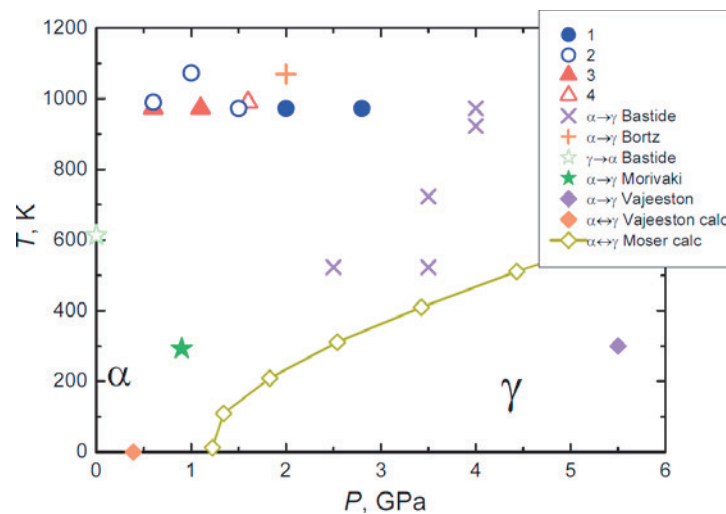 1200
1000
800
600
400
200
0
T, K
0
1
2
3
4
5
6
P, GPa
α
γ
1
2
3
4
α→γ Bastide
α→γ Bortz
γ→α Bastide
α→γ Morivaki
α→γ Vajeeston
α↔γ Vajeeston calc
α↔γ Moser calc